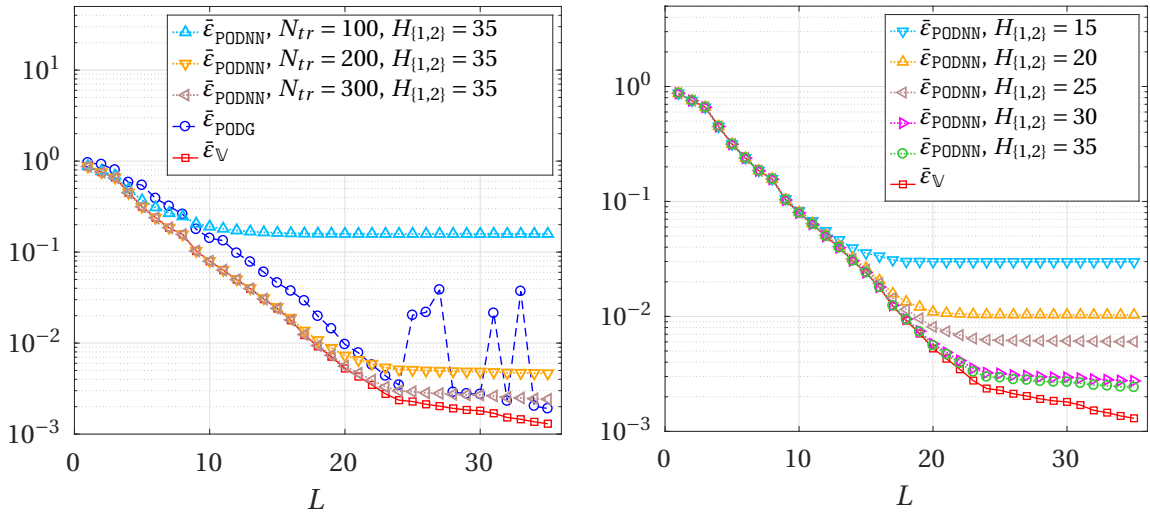 10^1
10^0
10^{-1}
10^{-2}
10^{-3}
0 10 20 30
L
ε̄_PODNN, N_tr = 100, H_{1,2} = 35
ε̄_PODNN, N_tr = 200, H_{1,2} = 35
ε̄_PODNN, N_tr = 300, H_{1,2} = 35
ε̄_PODG
ε̄_𝕍
10^0
10^{-1}
10^{-2}
10^{-3}
0 10 20 30
L
ε̄_PODNN, H_{1,2} = 15
ε̄_PODNN, H_{1,2} = 20
ε̄_PODNN, H_{1,2} = 25
ε̄_PODNN, H_{1,2} = 30
ε̄_PODNN, H_{1,2} = 35
ε̄_𝕍